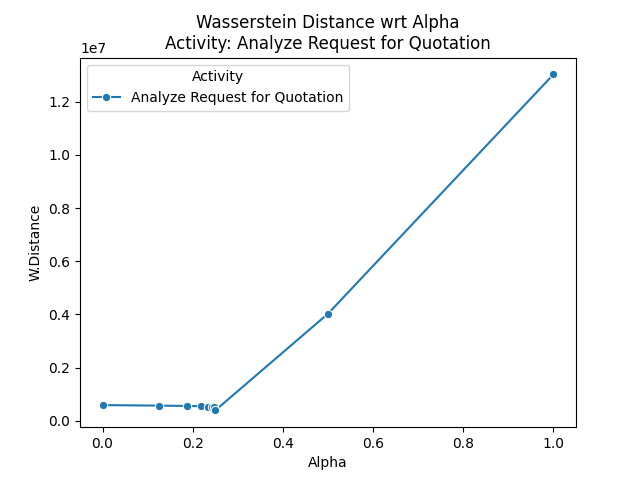 Wasserstein Distance wrt Alpha
Activity: Analyze Request for Quotation
1e7
Activity
Analyze Request for Quotation
W.Distance
1.2
1.0
0.8
0.6
0.4
0.2
0.0
0.0 0.2 0.4 0.6 0.8 1.0
Alpha